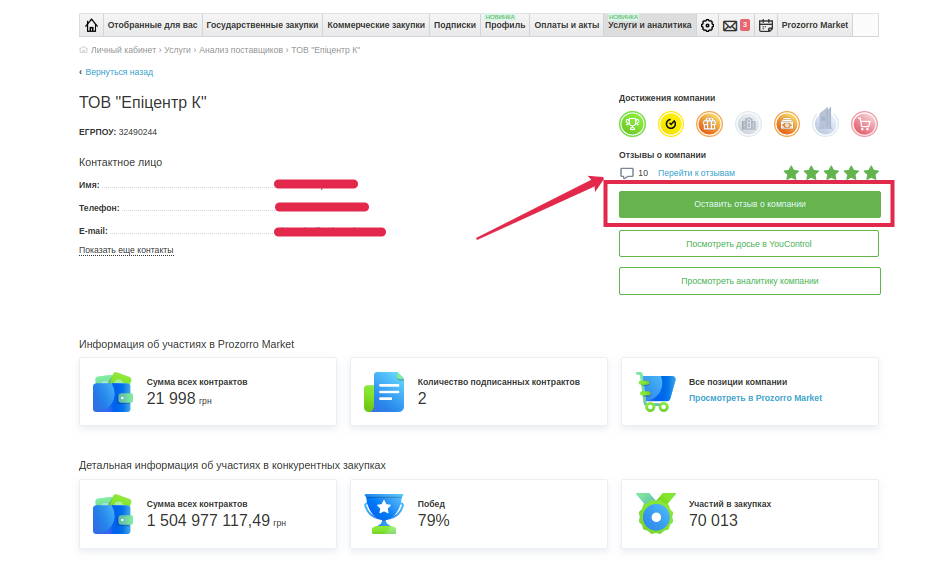 Отобранные для вас Государственные закупки Коммерческие закупки Подписки НОВИНКА Профиль Оплаты и акты НОВИНКА Услуги и аналитика 3 Prozorro Market
Личный кабинет › Услуги › Анализ поставщиков › ТОВ "Епіцентр К"
‹ Вернуться назад
ТОВ "Епіцентр К"
ЕГРПОУ: 32490244
Контактное лицо
Имя:
Телефон:
E-mail:
Показать еще контакты
Достижения компании
Отзывы о компании
10 Перейти к отзывам
Оставить отзыв о компании
Посмотреть досье в YouControl
Просмотреть аналитику компании
Информация об участиях в Prozorro Market
Сумма всех контрактов
21 998 грн
Количество подписанных контрактов
2
Все позиции компании
Просмотреть в Prozorro Market
Детальная информация об участиях в конкурентных закупках
Сумма всех контрактов
1 504 977 117,49 грн
Побед
79%
Участий в закупках
70 013